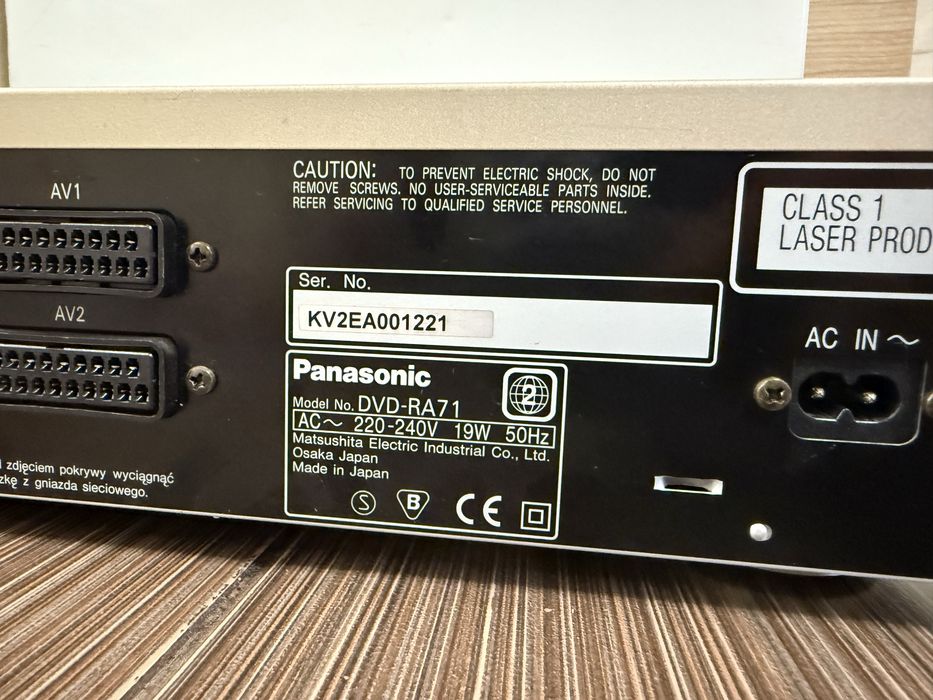 AV1
AV2
CAUTION: TO PREVENT ELECTRIC SHOCK, DO NOT
REMOVE SCREWS. NO USER-SERVICEABLE PARTS INSIDE.
REFER SERVICING TO QUALIFIED SERVICE PERSONNEL.
CLASS 1
LASER PROD
Ser. No.
KV2EA001221
AC IN ~
Panasonic
2
Model No. DVD-RA71
AC~ 220-240V 19W 50Hz
Matsushita Electric Industrial Co., Ltd.
Osaka Japan
Made in Japan
S B CE
zdjęciem pokrywy wyciągnąć
z gniazda sieciowego.